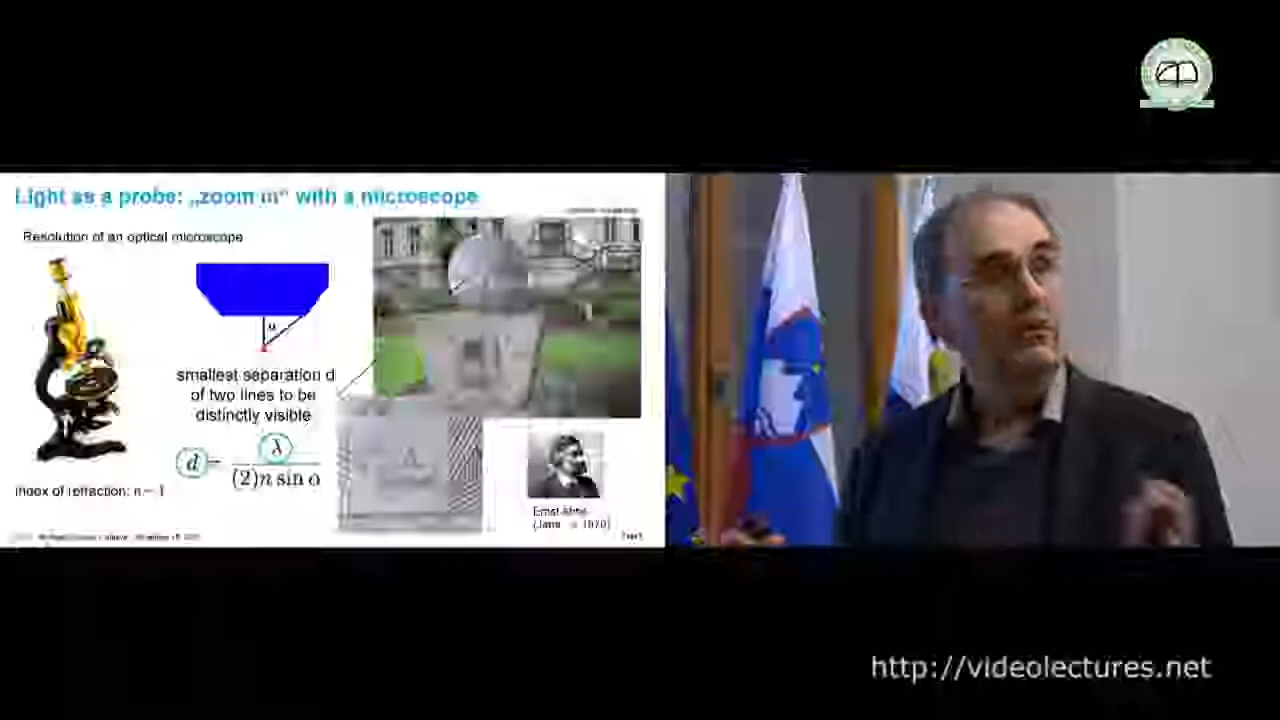 Light as a probe: „zoom in“ with a microscope
Resolution of an optical microscope
α
smallest separation d
of two lines to be
distinctly visible
d = λ / (2)n sin α
Index of refraction: n ~ 1
Ernst Abbe
(Jena, 1870)
http://videolectures.net